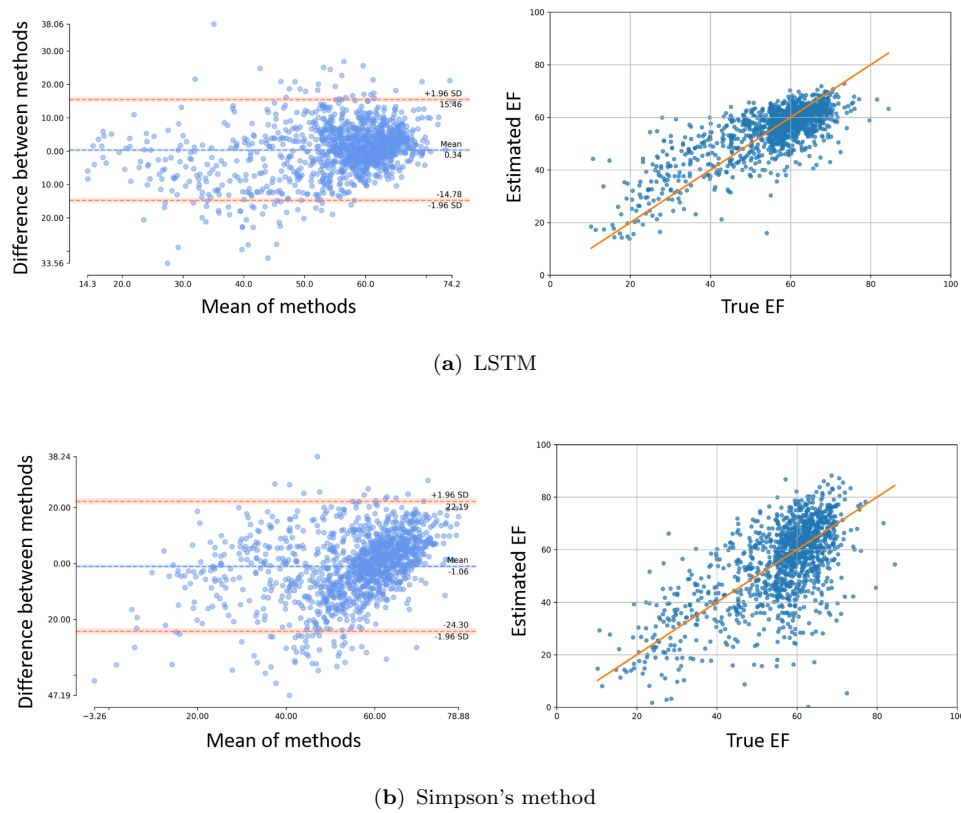 38.06
30.00
20.00
10.00
0.00
10.00
20.00
33.56
Difference between methods
+1.96 SD
15.46
Mean
0.34
-14.78
-1.96 SD
14.3 20.0 30.0 40.0 50.0 60.0 74.2
Mean of methods
100
80
60
40
20
0
Estimated EF
0 20 40 60 80 100
True EF
(a) LSTM
38.24
20.00
0.00
20.00
47.19
Difference between methods
+1.96 SD
22.19
Mean
-1.06
-24.30
-1.96 SD
−3.26 20.00 40.00 60.00 78.88
Mean of methods
100
80
60
40
20
0
Estimated EF
0 20 40 60 80 100
True EF
(b) Simpson's method